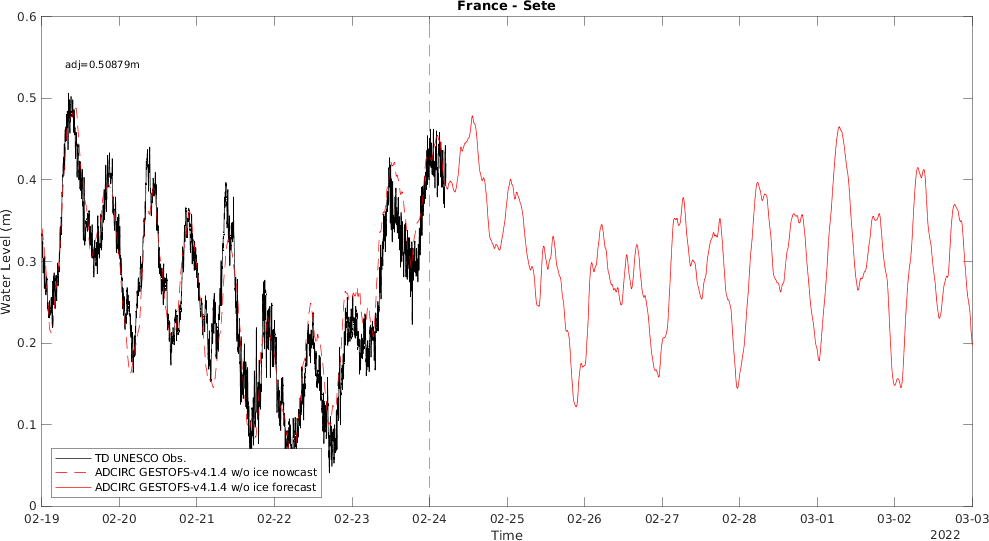 France - Sete
adj=0.50879m
Water Level (m)
0.6
0.5
0.4
0.3
0.2
0.1
0
TD UNESCO Obs.
ADCIRC GESTOFS-v4.1.4 w/o ice nowcast
ADCIRC GESTOFS-v4.1.4 w/o ice forecast
02-19 02-20 02-21 02-22 02-23 02-24 02-25 02-26 02-27 02-28 03-01 03-02 03-03
Time
2022